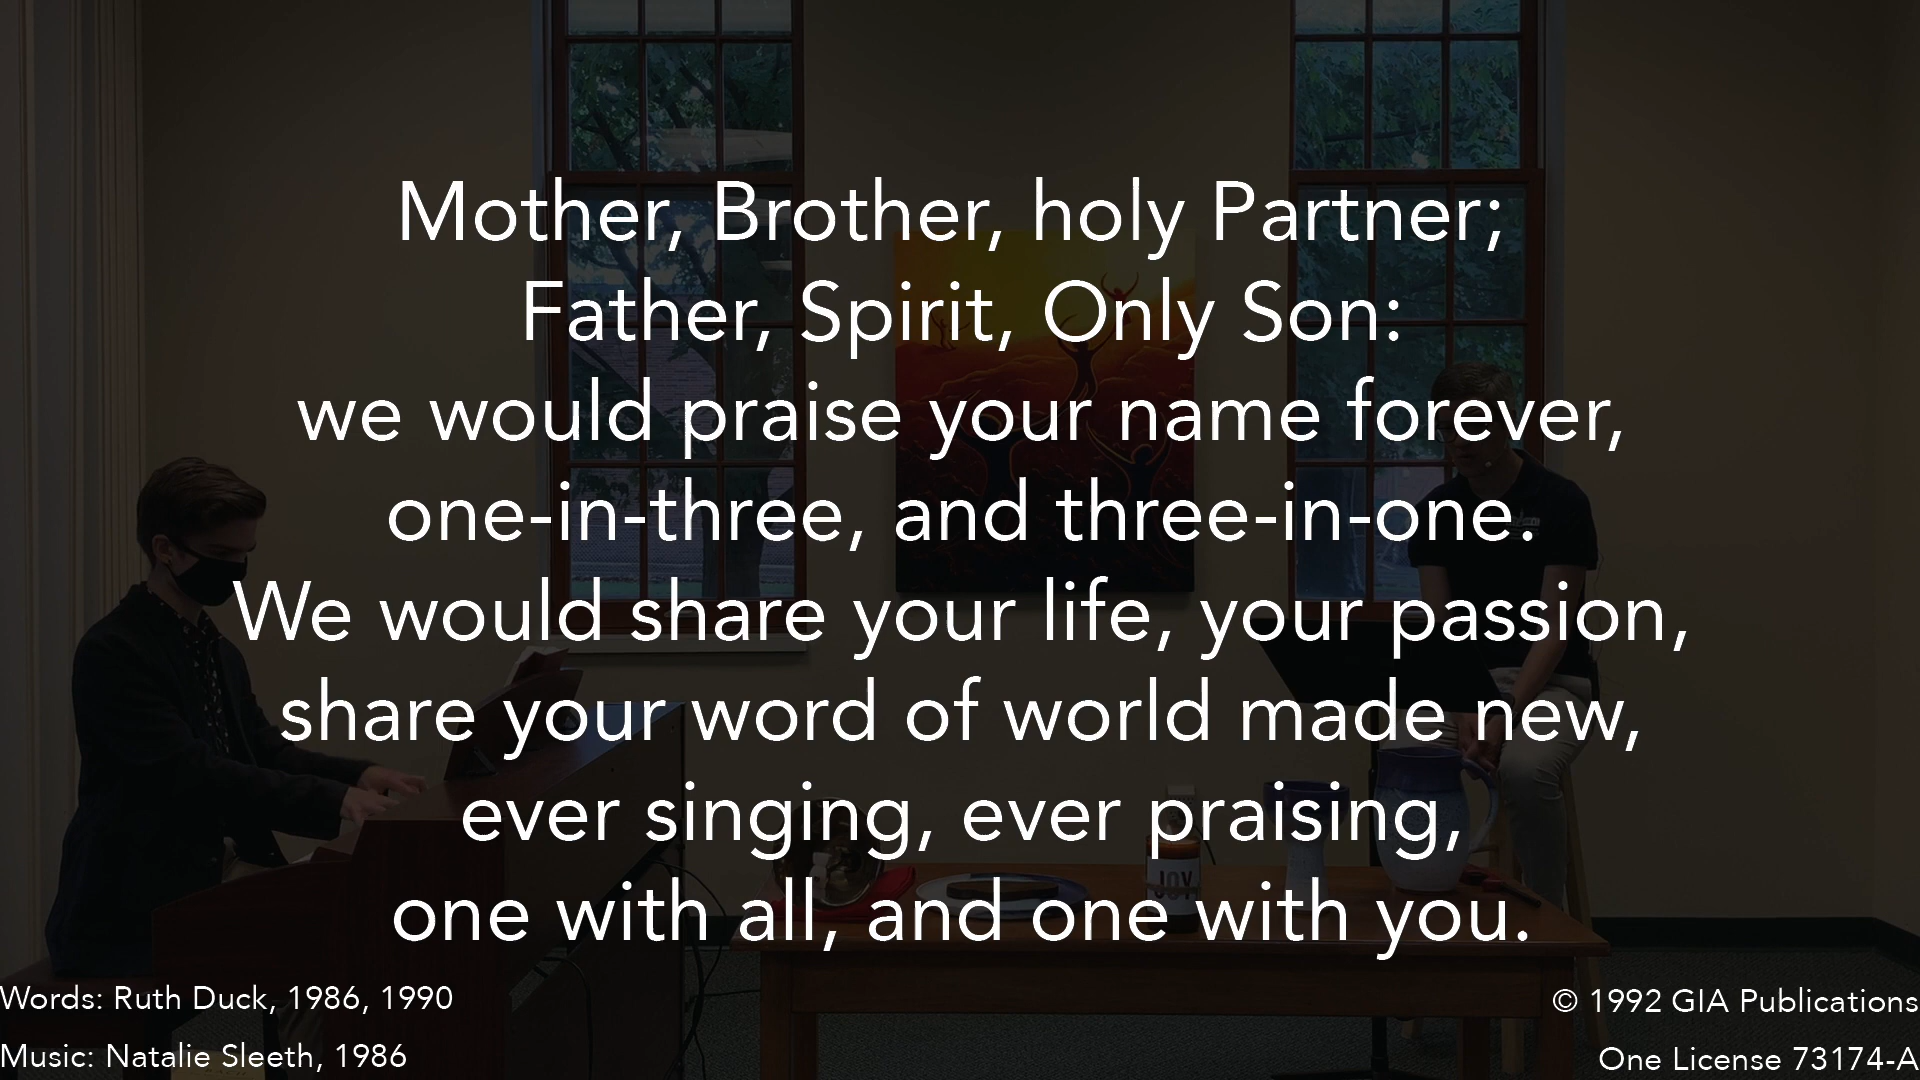 Mother, Brother, holy Partner;
Father, Spirit, Only Son:
we would praise your name forever,
one-in-three, and three-in-one.
We would share your life, your passion,
share your word of world made new,
ever singing, ever praising,
one with all, and one with you.
JOY
Words: Ruth Duck, 1986, 1990
Music: Natalie Sleeth, 1986
© 1992 GIA Publications
One License 73174-A